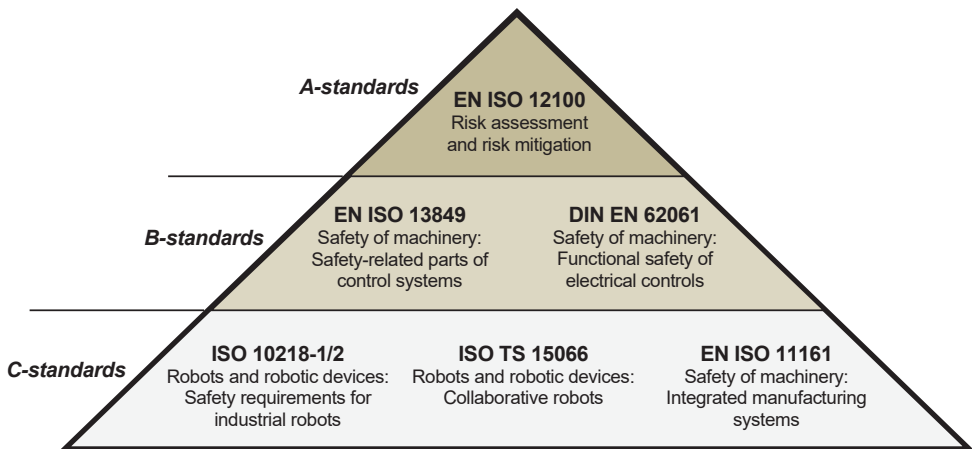 A-standards
EN ISO 12100
Risk assessment
and risk mitigation
B-standards
EN ISO 13849
Safety of machinery:
Safety-related parts of
control systems
DIN EN 62061
Safety of machinery:
Functional safety of
electrical controls
C-standards
ISO 10218-1/2
Robots and robotic devices:
Safety requirements for
industrial robots
ISO TS 15066
Robots and robotic devices:
Collaborative robots
EN ISO 11161
Safety of machinery:
Integrated manufacturing
systems